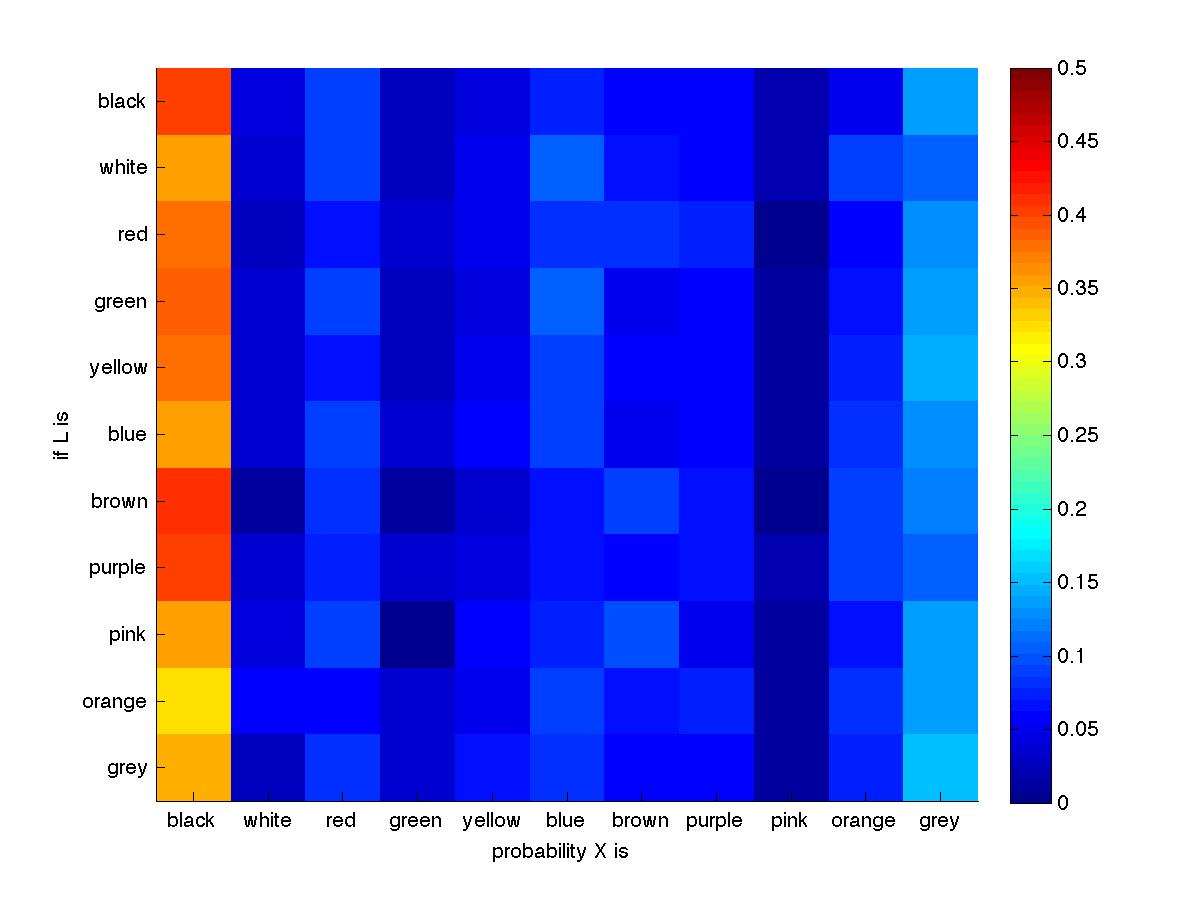 black
white
red
green
yellow
blue
brown
purple
pink
orange
grey
if L is
black white red green yellow blue brown purple pink orange grey
probability X is
0.5
0.45
0.4
0.35
0.3
0.25
0.2
0.15
0.1
0.05
0